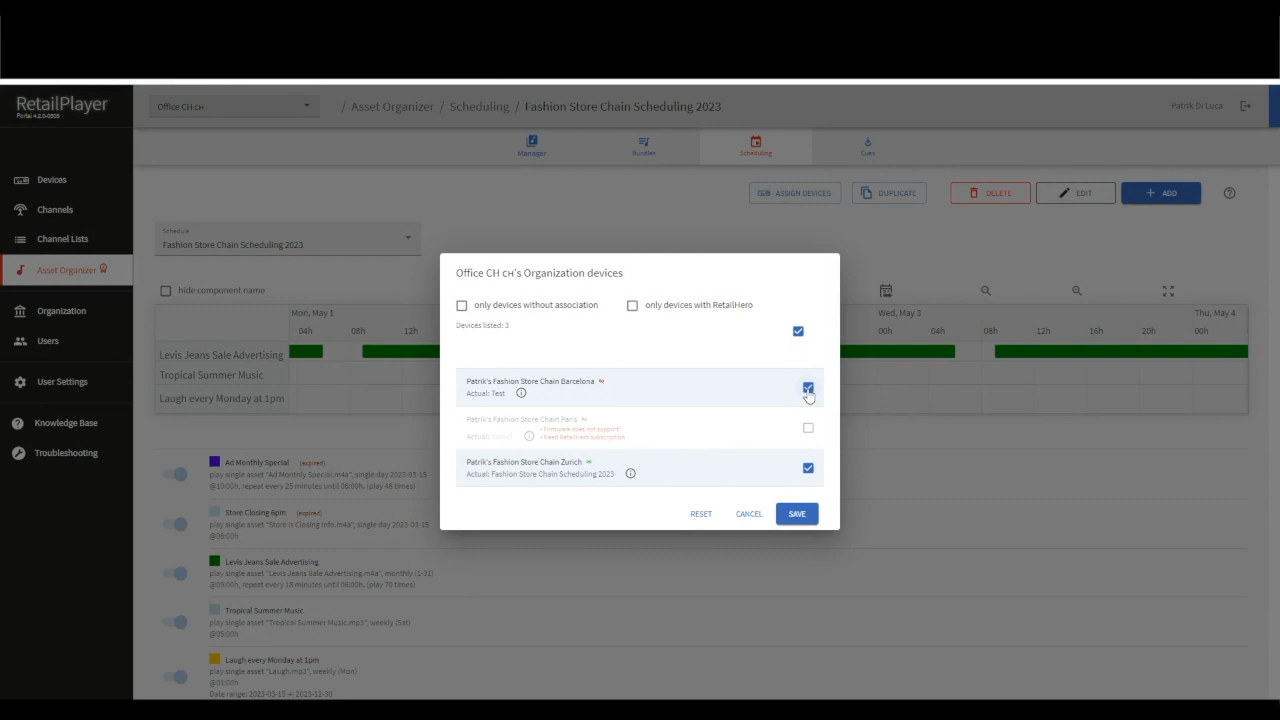 RetailPlayer
Portal 4.2.0-0803
Office CH CH
/ Asset Organizer / Scheduling / Fashion Store Chain Scheduling 2023
Patrik Di Luca
Manager
Bundles
Scheduling
Cues
Devices
Channels
Channel Lists
Asset Organizer
Organization
Users
User Settings
Knowledge Base
Troubleshooting
ASSIGN DEVICES
DUPLICATE
DELETE
EDIT
ADD
Schedule
Fashion Store Chain Scheduling 2023
hide component name
Mon, May 1
Wed, May 3
Thu, May 4
04h 08h 12h
00h 04h 08h 12h 16h 20h 00h
Levis Jeans Sale Advertising
Tropical Summer Music
Laugh every Monday at 1pm
Office CH CH's Organization devices
only devices without association
only devices with RetailHero
Devices listed: 3
Patrik's Fashion Store Chain Barcelona
Actual: Test
Patrik's Fashion Store Chain Paris
• Firmware does not support!
Actual:
• Need RetailHero subscription
Patrik's Fashion Store Chain Zurich
Actual: Fashion Store Chain Scheduling 2023
RESET
CANCEL
SAVE
Ad Monthly Special (expired)
play single asset "Ad Monthly Special.m4a", single day 2023-03-15
@10:00h, repeat every 25 minutes until 06:00h. (play 48 times)
Store Closing 6pm (expired)
play single asset "Store is Closing Info.m4a", single day 2023-03-15
@06:00h
Levis Jeans Sale Advertising
play single asset "Levis Jeans Sale Advertising.m4a", monthly (1-31)
@09:00h, repeat every 18 minutes until 06:00h. (play 70 times)
Tropical Summer Music
play single asset "Tropical Summer Music.mp3", weekly (Sat)
@05:00h
Laugh every Monday at 1pm
play single asset "Laugh.mp3", weekly (Mon)
@01:00h
Date range: 2023-03-15 → 2023-12-30